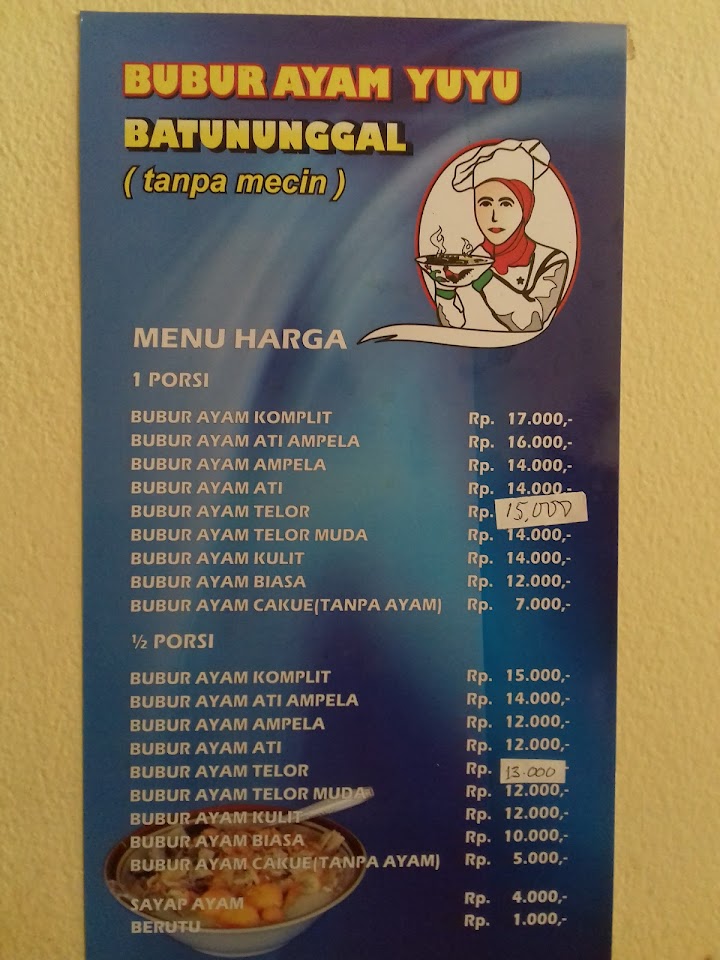 BUBUR AYAM YUYU
BATUNUNGGAL
( tanpa mecin )
MENU HARGA
1 PORSI
BUBUR AYAM KOMPLIT Rp. 17.000,-
BUBUR AYAM ATI AMPELA Rp. 16.000,-
BUBUR AYAM AMPELA Rp. 14.000,-
BUBUR AYAM ATI Rp. 14.000,-
BUBUR AYAM TELOR Rp. 15,000
BUBUR AYAM TELOR MUDA Rp. 14.000,-
BUBUR AYAM KULIT Rp. 14.000,-
BUBUR AYAM BIASA Rp. 12.000,-
BUBUR AYAM CAKUE(TANPA AYAM) Rp. 7.000,-
½ PORSI
BUBUR AYAM KOMPLIT Rp. 15.000,-
BUBUR AYAM ATI AMPELA Rp. 14.000,-
BUBUR AYAM AMPELA Rp. 12.000,-
BUBUR AYAM ATI Rp. 12.000,-
BUBUR AYAM TELOR Rp. 13.000 -
BUBUR AYAM TELOR MUDA Rp. 12.000,-
BUBUR AYAM KULIT Rp. 12.000,-
BUBUR AYAM BIASA Rp. 10.000,-
BUBUR AYAM CAKUE(TANPA AYAM) Rp. 5.000,-
SAYAP AYAM Rp. 4.000,-
BERUTU Rp. 1.000,-